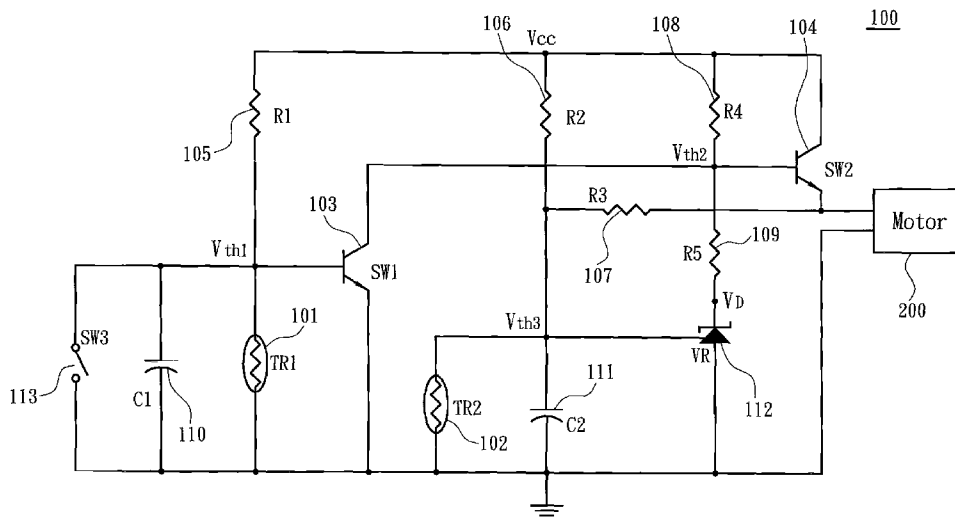 100
106
108
104
Vcc
R1
105
R2
R4
Vth2
SW2
103
R3
Motor
Vth1
SW1
107
R5
109
200
VD
SW3
101
Vth3
TR1
VR
113
C1
110
TR2
102
111
C2
112